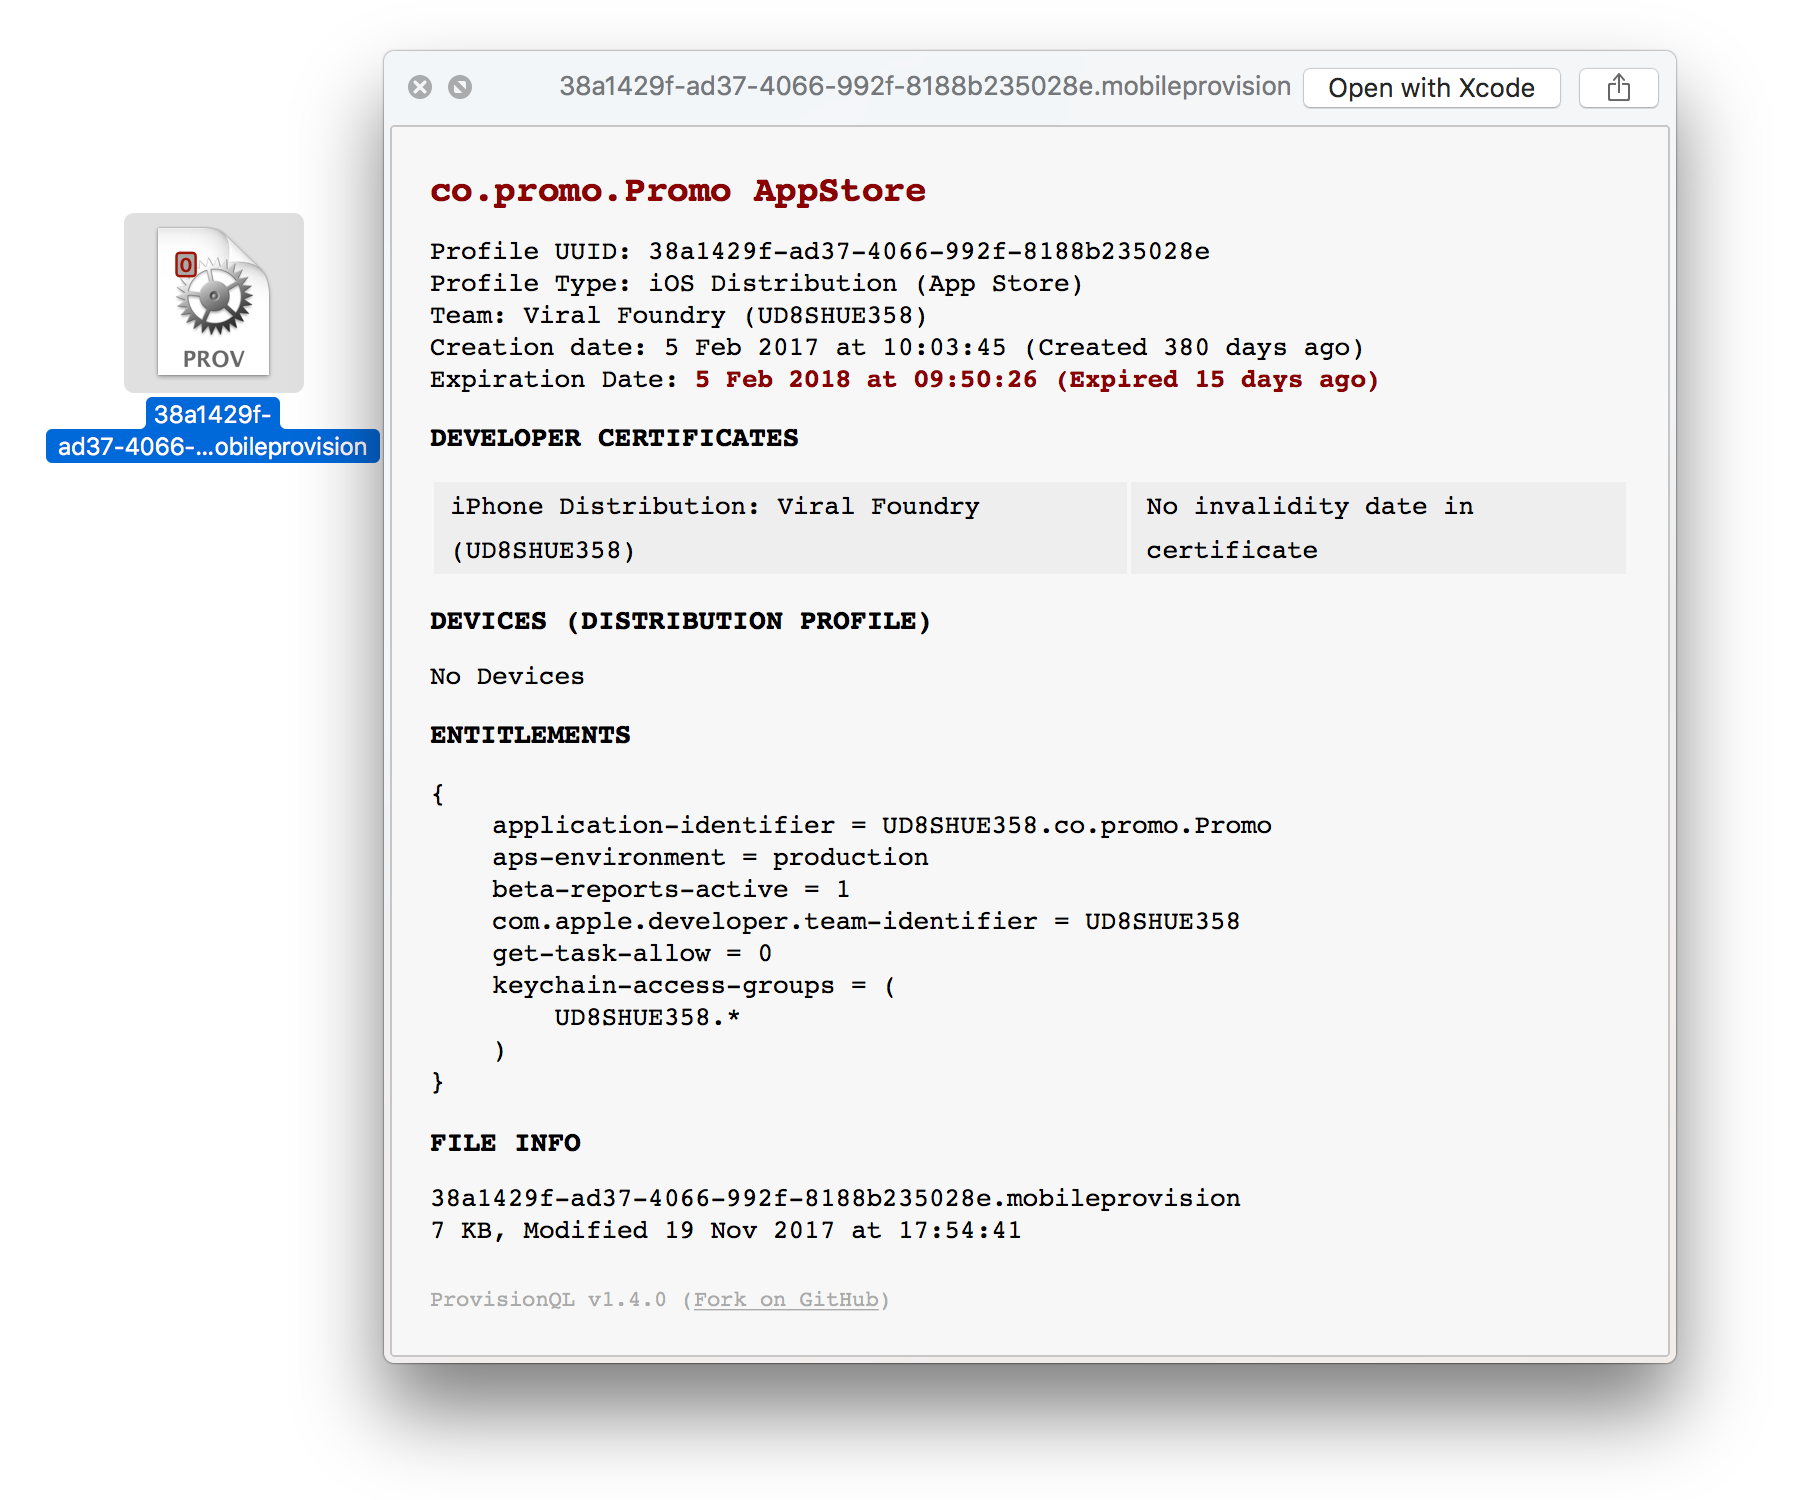 38a1429f-ad37-4066-992f-8188b235028e.mobileprovision
Open with Xcode
0
PROV
38a1429f-
ad37-4066-...obileprovision
co.promo.Promo AppStore
Profile UUID: 38a1429f-ad37-4066-992f-8188b235028e
Profile Type: iOS Distribution (App Store)
Team: Viral Foundry (UD8SHUE358)
Creation date: 5 Feb 2017 at 10:03:45 (Created 380 days ago)
Expiration Date: 5 Feb 2018 at 09:50:26 (Expired 15 days ago)
DEVELOPER CERTIFICATES
iPhone Distribution: Viral Foundry
(UD8SHUE358)
No invalidity date in
certificate
DEVICES (DISTRIBUTION PROFILE)
No Devices
ENTITLEMENTS
{
application-identifier = UD8SHUE358.co.promo.Promo
aps-environment = production
beta-reports-active = 1
com.apple.developer.team-identifier = UD8SHUE358
get-task-allow = 0
keychain-access-groups = (
UD8SHUE358.*
)
}
FILE INFO
38a1429f-ad37-4066-992f-8188b235028e.mobileprovision
7 KB, Modified 19 Nov 2017 at 17:54:41
ProvisionQL v1.4.0 (Fork on GitHub)